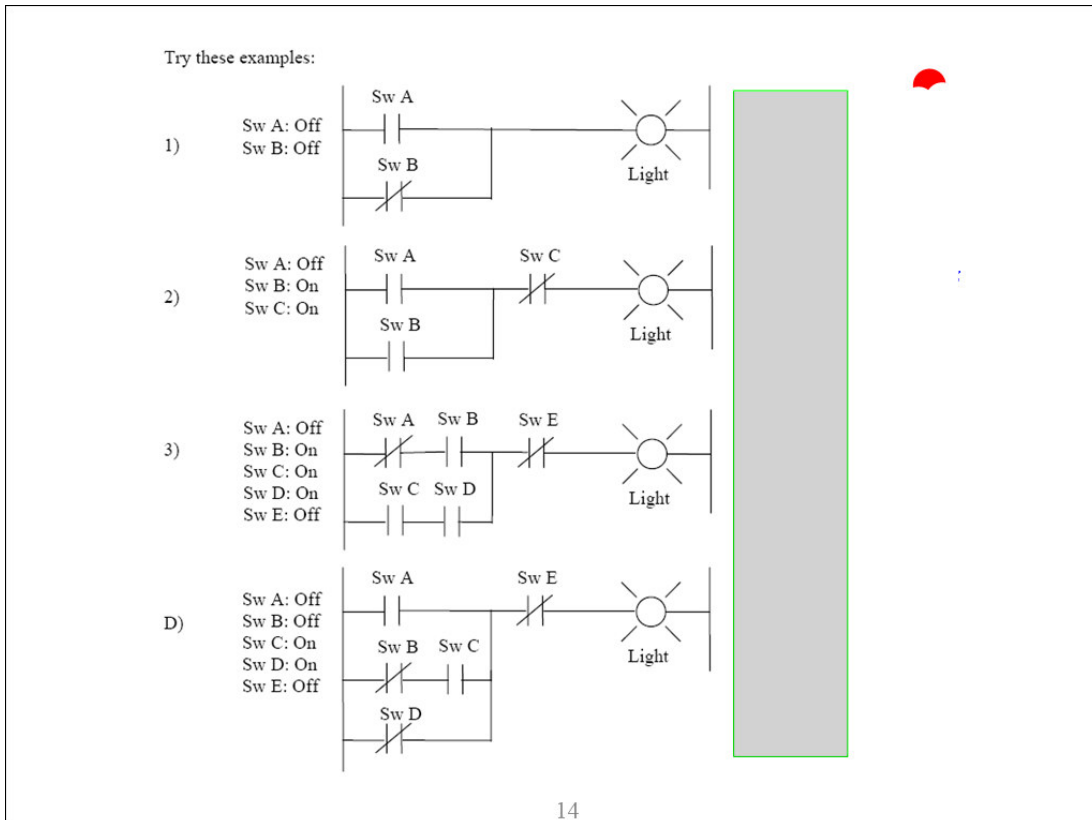 Try these examples:
1)
Sw A: Off
Sw B: Off
Sw A
Sw B
Light
2)
Sw A: Off
Sw B: On
Sw C: On
Sw A
Sw C
Sw B
Light
3)
Sw A: Off
Sw B: On
Sw C: On
Sw D: On
Sw E: Off
Sw A
Sw B
Sw E
Sw C
Sw D
Light
D)
Sw A: Off
Sw B: Off
Sw C: On
Sw D: On
Sw E: Off
Sw A
Sw E
Sw B
Sw C
Sw D
Light
14